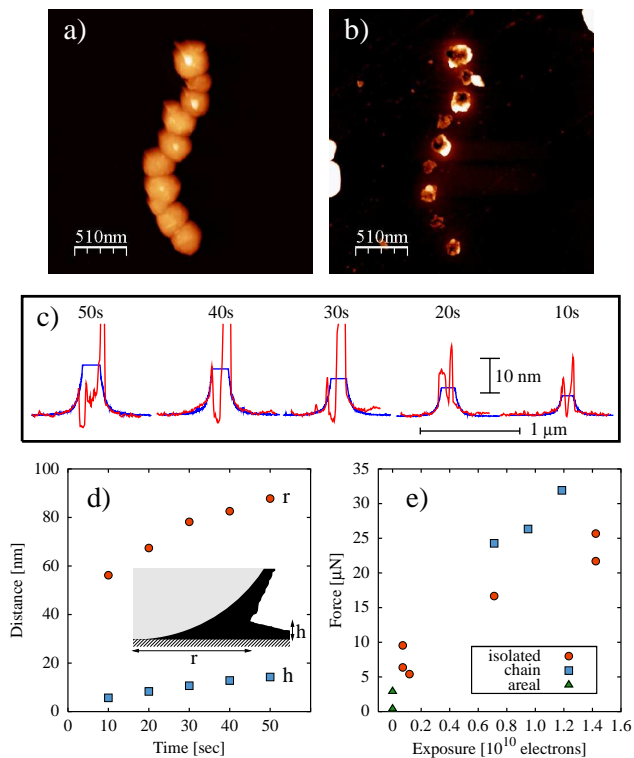 a)
510nm
b)
510nm
c)
50s 40s 30s 20s 10s
10 nm
1 µm
d)
100
80
60
40
20
0
Distance [nm]
r
h
h
r
0 10 20 30 40 50 60
Time [sec]
e)
35
30
25
20
15
10
5
0
Force [µN]
isolated
chain
areal
0 0.2 0.4 0.6 0.8 1.0 1.2 1.4 1.6
Exposure [10¹⁰ electrons]